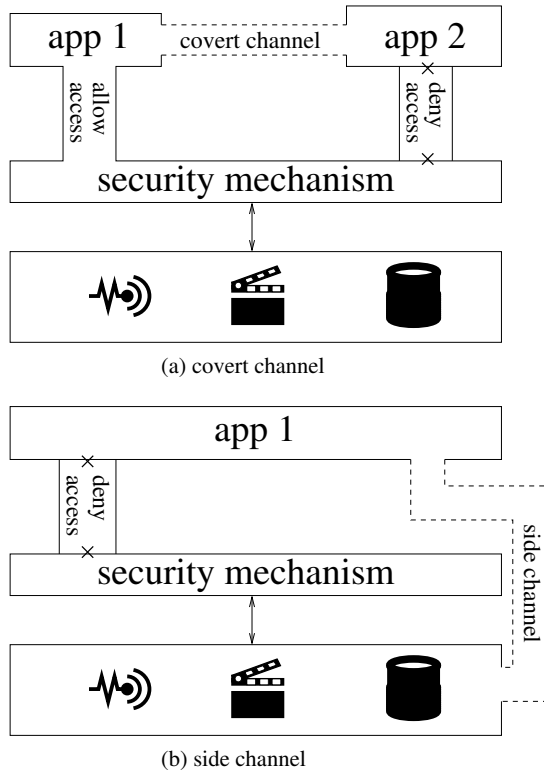 app 1
covert channel
app 2
allow
access
deny
access
security mechanism
(a) covert channel
app 1
deny
access
side channel
security mechanism
(b) side channel